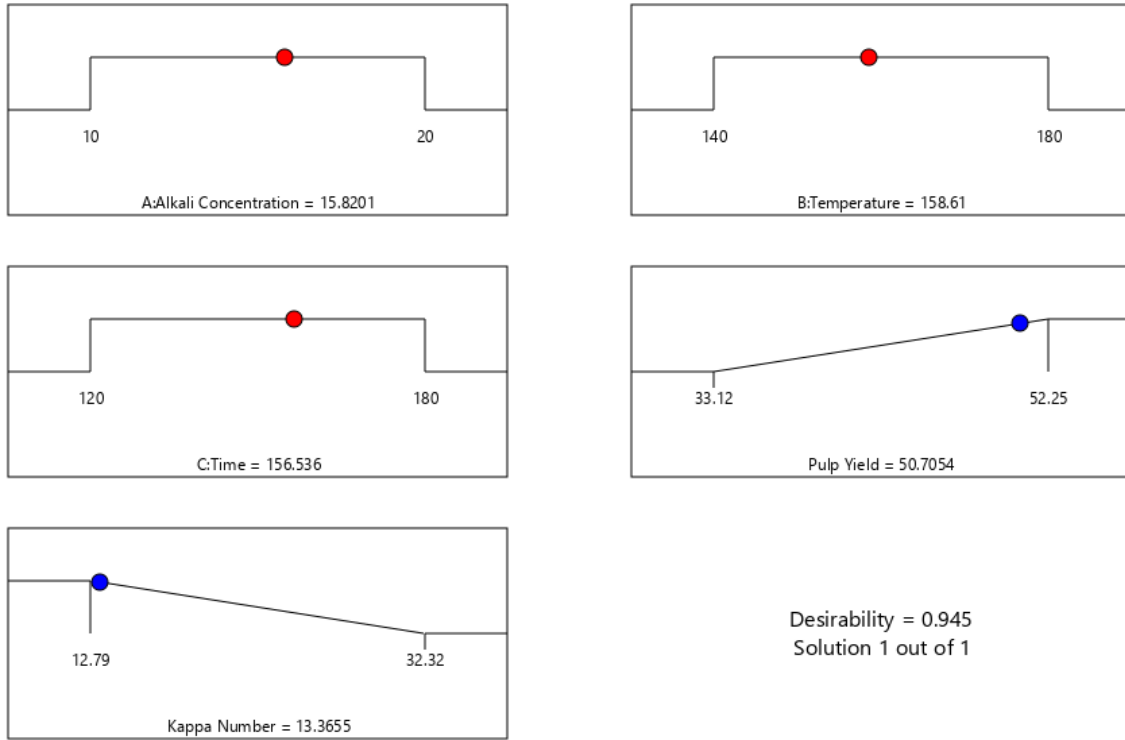 10
20
A:Alkali Concentration = 15.8201
140
180
B:Temperature = 158.61
120
180
C:Time = 156.536
33.12
52.25
Pulp Yield = 50.7054
12.79
32.32
Kappa Number = 13.3655
Desirability = 0.945
Solution 1 out of 1